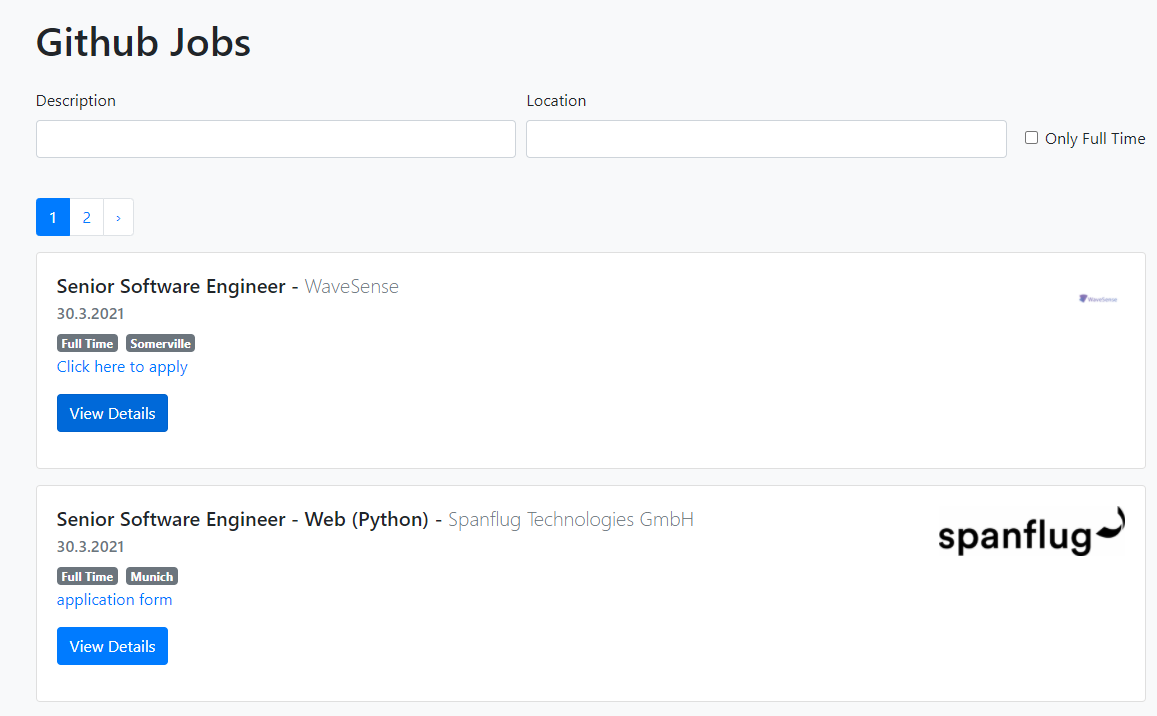 Github Jobs
Description
Location
Only Full Time
1 2 ›
Senior Software Engineer - WaveSense
WaveSense
30.3.2021
Full Time Somerville
Click here to apply
View Details
Senior Software Engineer - Web (Python) - Spanflug Technologies GmbH
spanflug
30.3.2021
Full Time Munich
application form
View Details